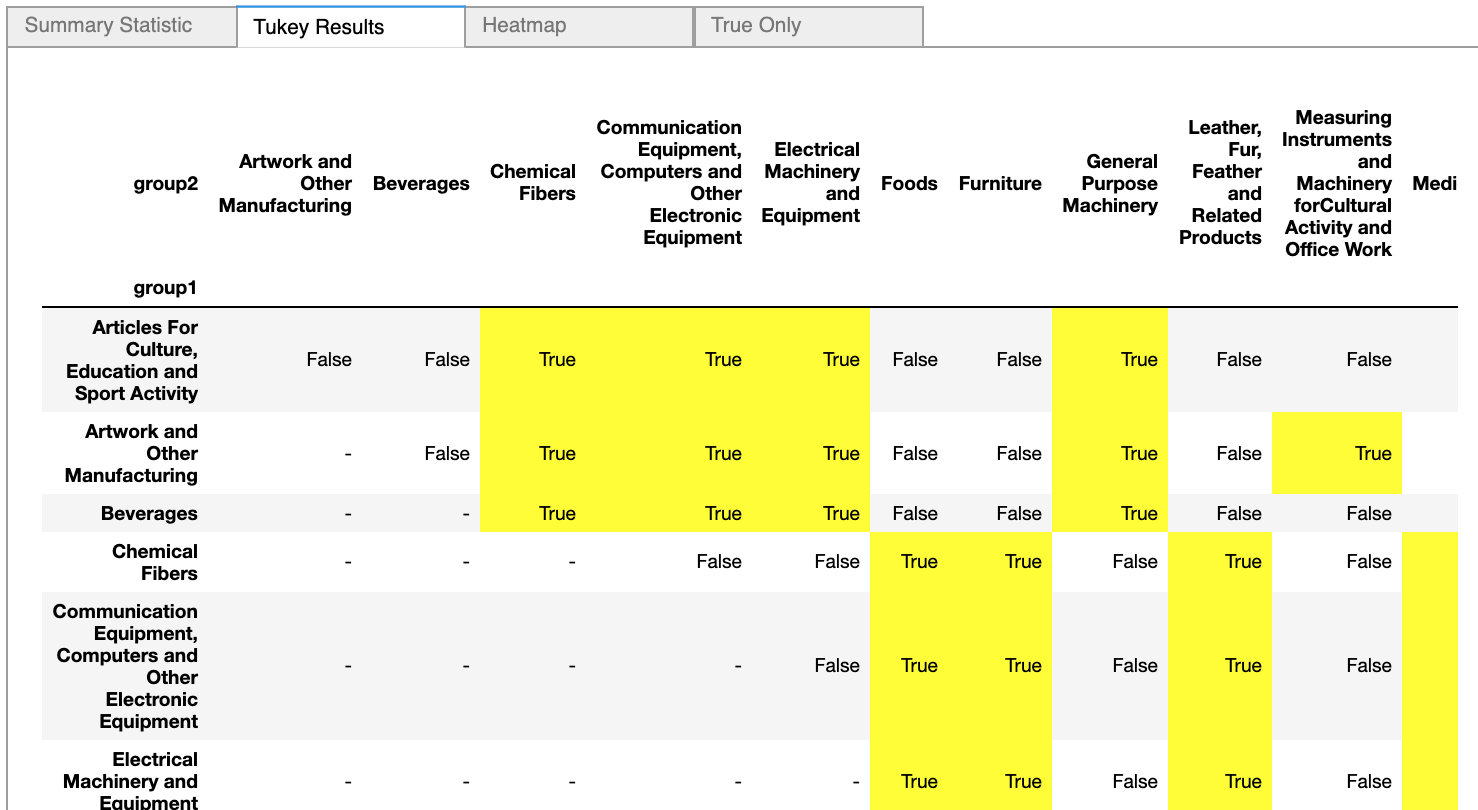 Summary Statistic
Tukey Results
Heatmap
True Only
group2
Artwork and
Other
Manufacturing
Beverages
Chemical
Fibers
Communication
Equipment,
Computers and
Other
Electronic
Equipment
Electrical
Machinery
and
Equipment
Foods
Furniture
General
Purpose
Machinery
Leather,
Fur,
Feather
and
Related
Products
Measuring
Instruments
and
Machinery
forCultural
Activity and
Office Work
Medi
group1
Articles For
Culture,
Education and
Sport Activity
False False True True True False False True False False
Artwork and
Other
Manufacturing
- False True True True False False True False True
Beverages
- - True True True False False True False False
Chemical
Fibers
- - - False False True True False True False
Communication
Equipment,
Computers and
Other
Electronic
Equipment
- - - - False True True False True False
Electrical
Machinery and
Equipment
- - - - - True True False True False